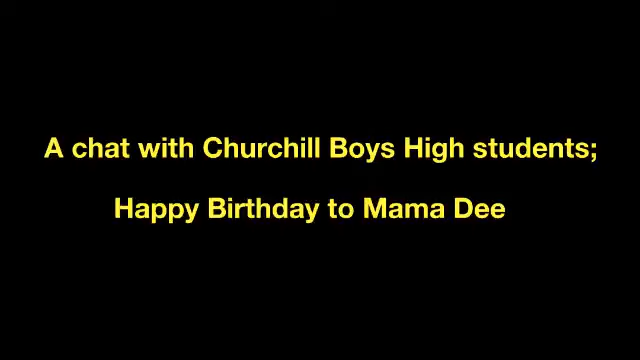 A chat with Churchill Boys High students;
Happy Birthday to Mama Dee